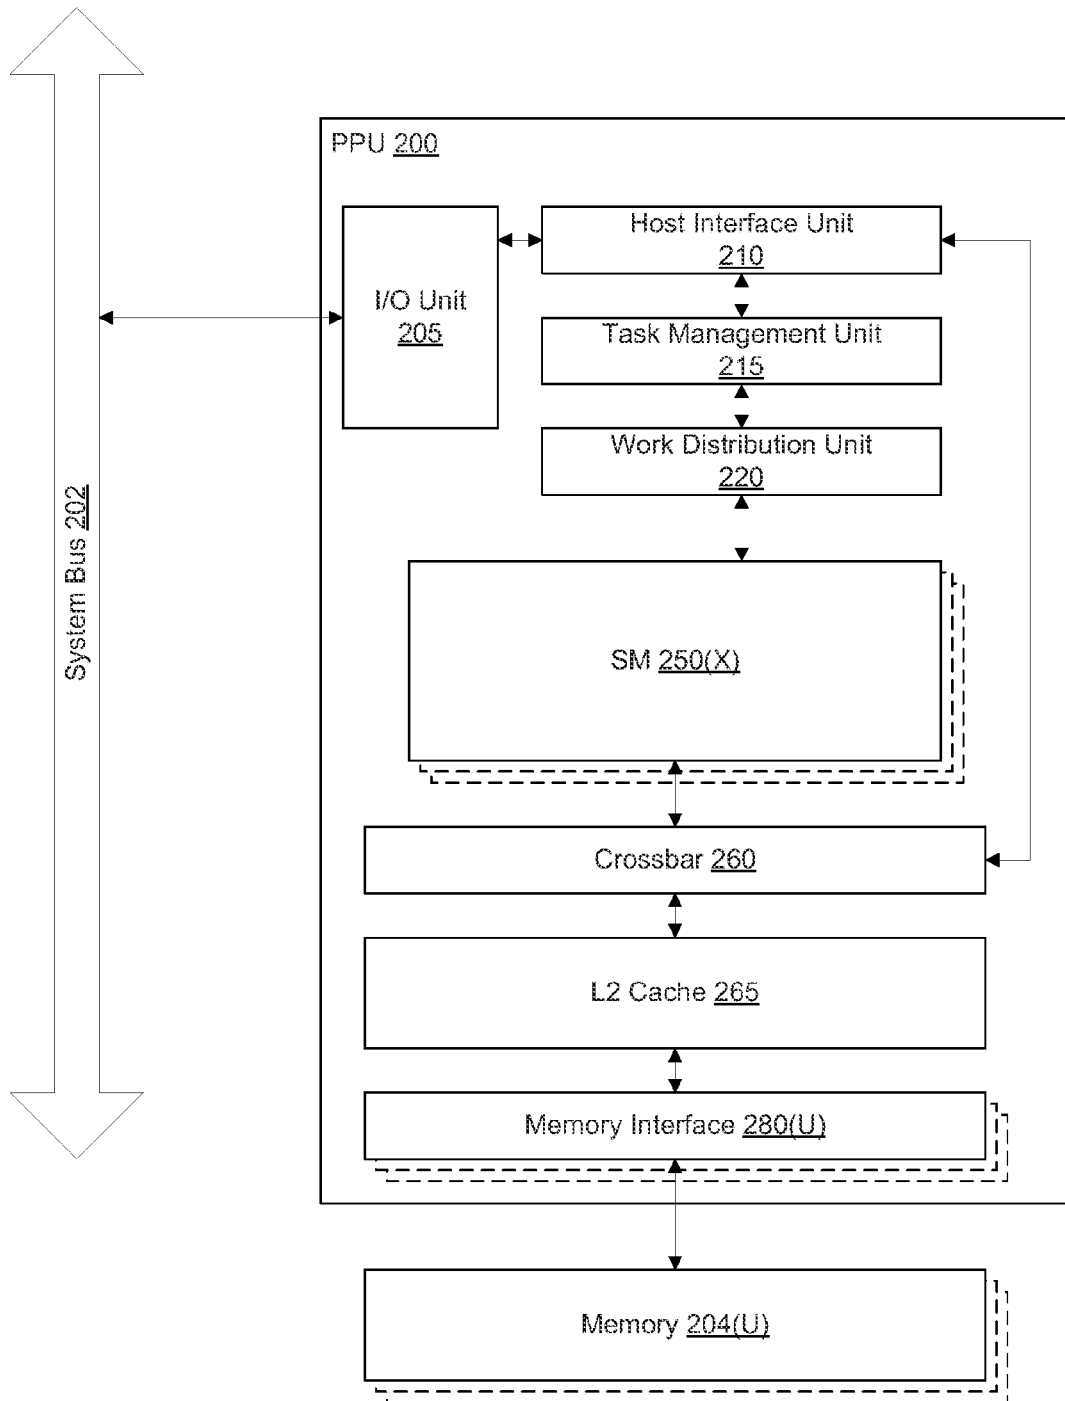 PPU 200
Host Interface Unit
210
I/O Unit
205
Task Management Unit
215
Work Distribution Unit
220
System Bus 202
SM 250(X)
Crossbar 260
L2 Cache 265
Memory Interface 280(U)
Memory 204(U)